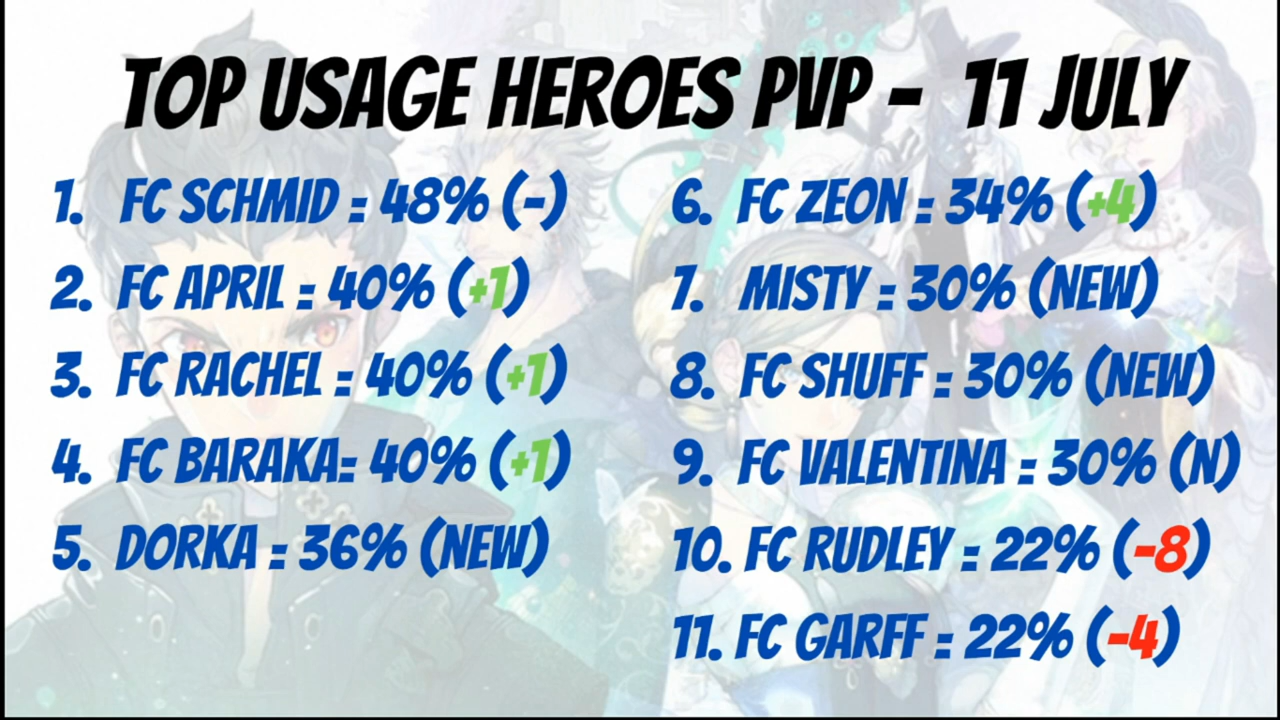 TOP USAGE HEROES PVP - 11 JULY
1. FC SCHMID = 48% (-)
2. FC APRIL = 40% (+1)
3. FC RACHEL = 40% (+1)
4. FC BARAKA= 40% (+1)
5. DORKA = 36% (NEW)
6. FC ZEON = 34% (+4)
7. MISTY = 30% (NEW)
8. FC SHUFF = 30% (NEW)
9. FC VALENTINA = 30% (N)
10. FC RUDLEY = 22% (-8)
11. FC GARFF = 22% (-4)